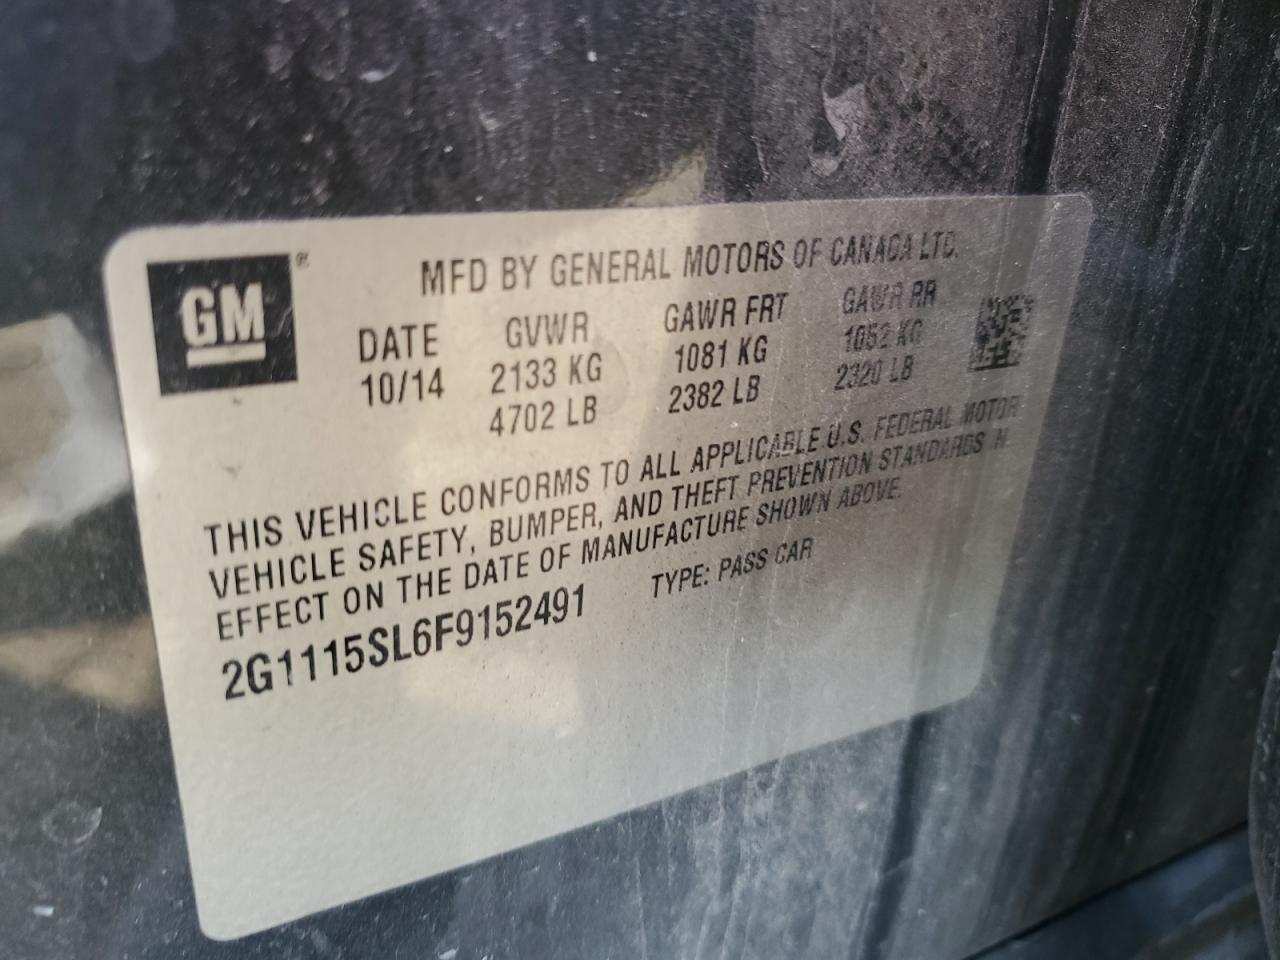 GM®
MFD BY GENERAL MOTORS OF CANADA LTD.
DATE GVWR GAWR FRT GAWR RR
10/14 2133 KG 1081 KG 1052 KG
4702 LB 2382 LB 2320 LB
THIS VEHICLE CONFORMS TO ALL APPLICABLE U.S. FEDERAL MOTOR
VEHICLE SAFETY, BUMPER, AND THEFT PREVENTION STANDARDS IN
EFFECT ON THE DATE OF MANUFACTURE SHOWN ABOVE.
2G1115SL6F9152491 TYPE: PASS CAR